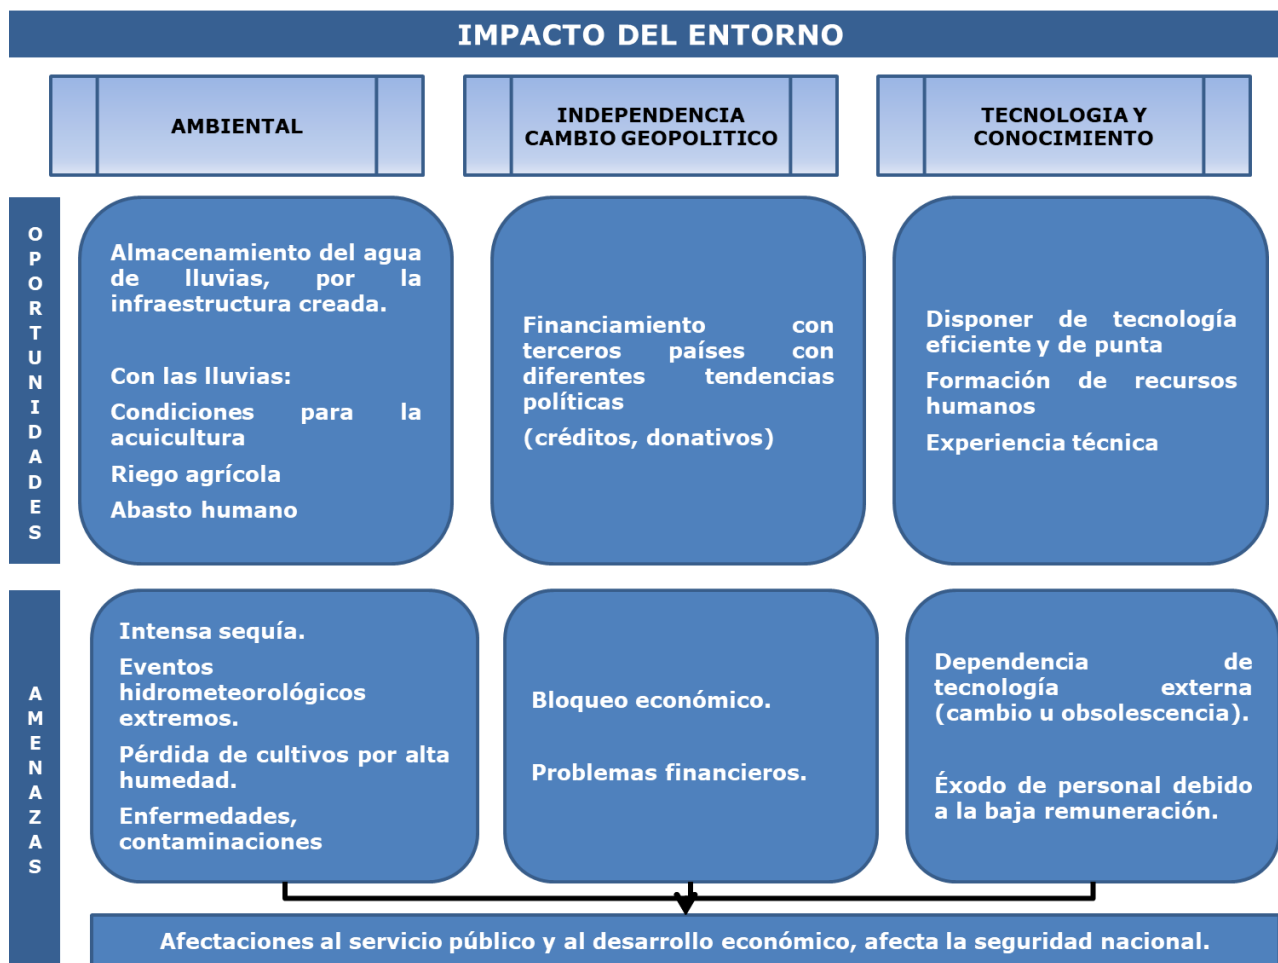 IMPACTO DEL ENTORNO
AMBIENTAL
INDEPENDENCIA
CAMBIO GEOPOLITICO
TECNOLOGIA Y
CONOCIMIENTO
OPORTUNIDADES
Almacenamiento del agua
de lluvias, por la
infraestructura creada.
Con las lluvias:
Condiciones para la
acuicultura
Riego agrícola
Abasto humano
Financiamiento con
terceros países con
diferentes tendencias
políticas
(créditos, donativos)
Disponer de tecnología
eficiente y de punta
Formación de recursos
humanos
Experiencia técnica
AMENAZAS
Intensa sequía.
Eventos
hidrometeorológicos
extremos.
Pérdida de cultivos por alta
humedad.
Enfermedades,
contaminaciones
Bloqueo económico.
Problemas financieros.
Dependencia de
tecnología externa
(cambio u obsolescencia).
Éxodo de personal debido
a la baja remuneración.
Afectaciones al servicio público y al desarrollo económico, afecta la seguridad nacional.